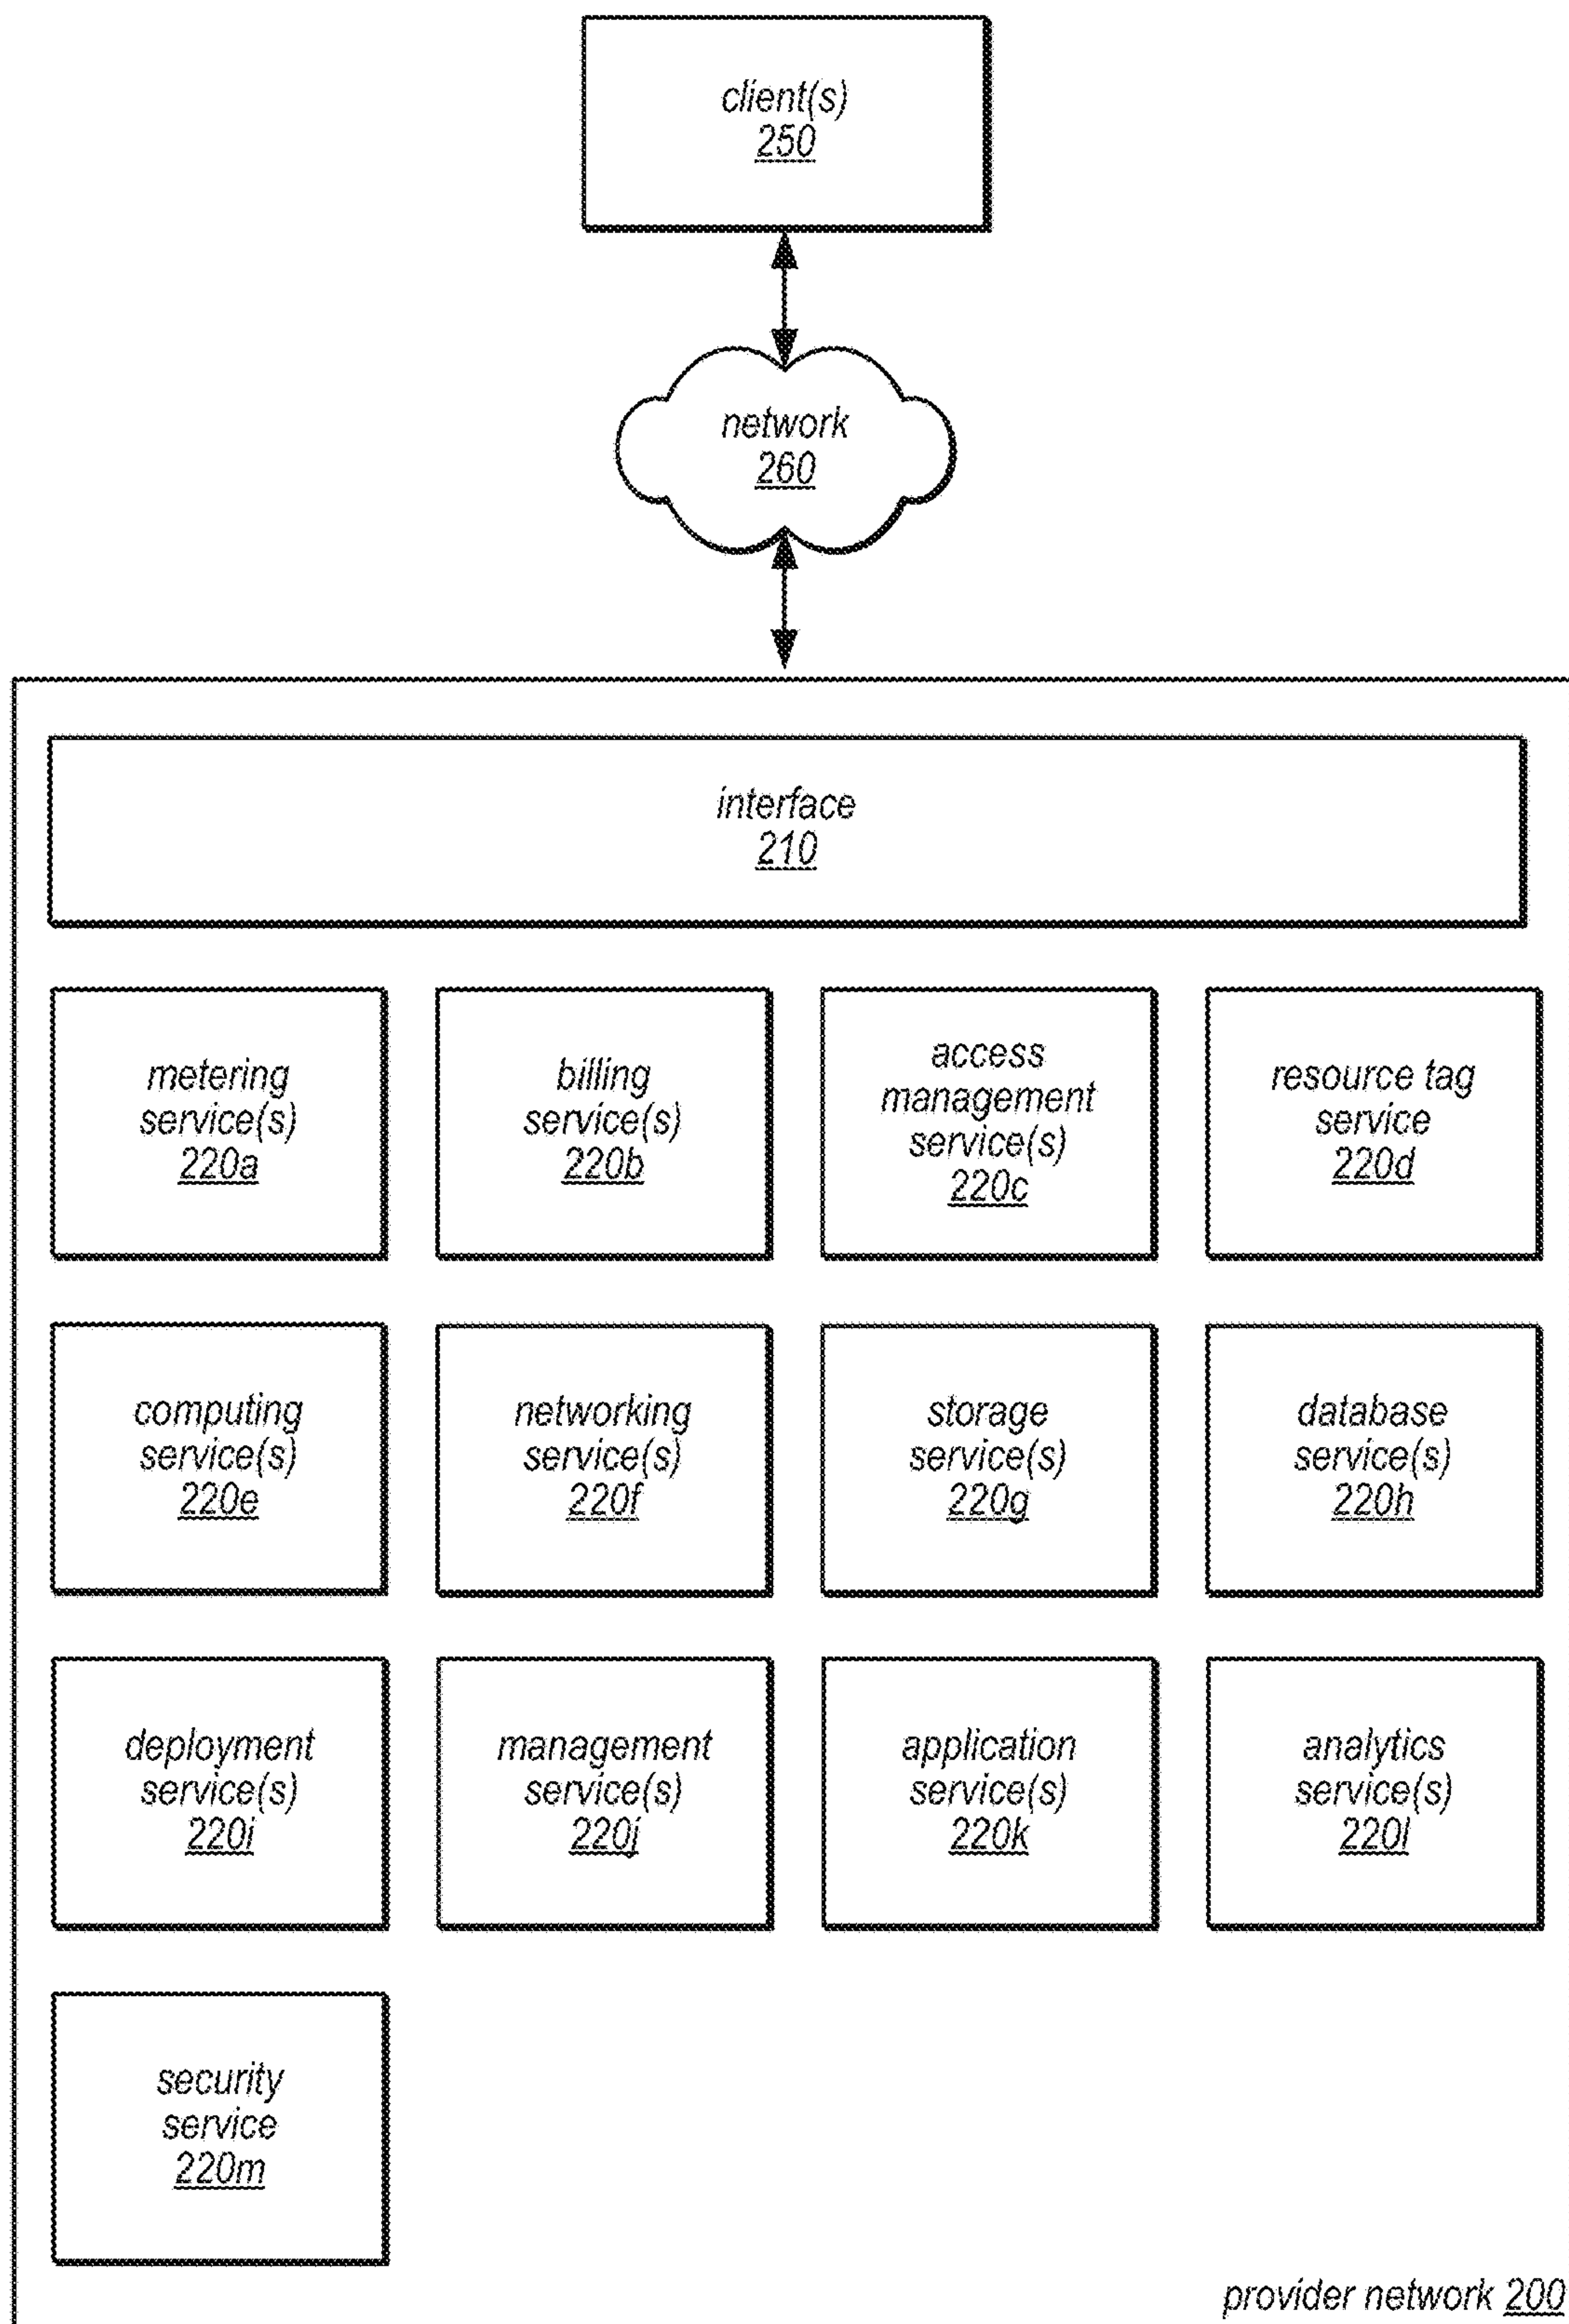 client(s)
250
network
260
interface
210
metering
service(s)
220a
billing
service(s)
220b
access
management
service(s)
220c
resource tag
service
220d
computing
service(s)
220e
networking
service(s)
220f
storage
service(s)
220g
database
service(s)
220h
deployment
service(s)
220i
management
service(s)
220j
application
service(s)
220k
analytics
service(s)
220l
security
service
220m
provider network 200